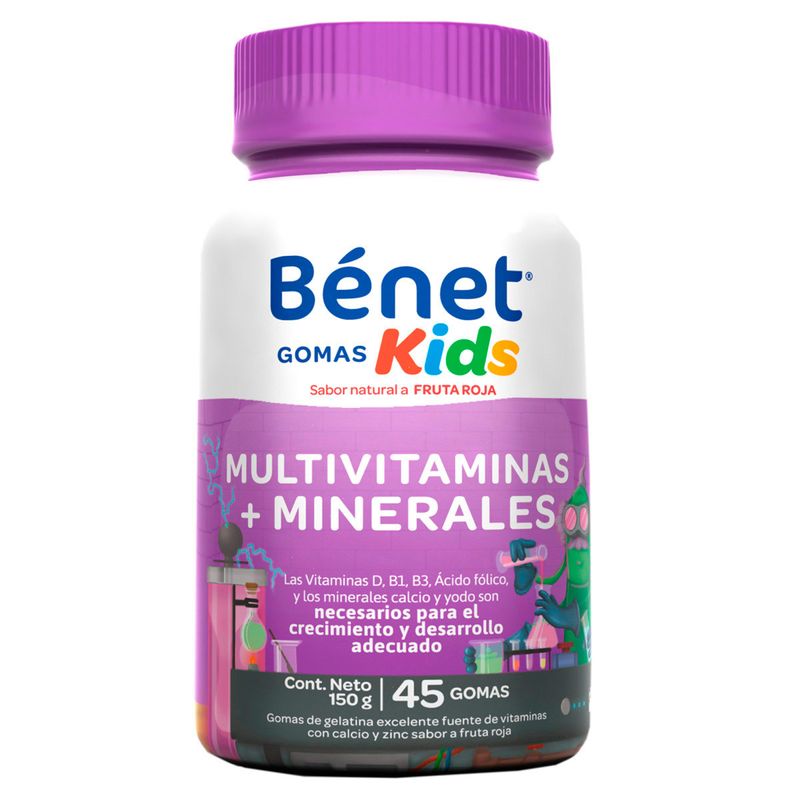 Bénet®
GOMAS Kids
Sabor natural a FRUTA ROJA
MULTIVITAMINAS
+ MINERALES
Las Vitaminas D, B1, B3, Ácido fólico,
y los minerales calcio y yodo son
necesarios para el
crecimiento y desarrollo
adecuado
Cont. Neto
150 g | 45 GOMAS
Gomas de gelatina excelente fuente de vitaminas
con calcio y zinc sabor a fruta roja